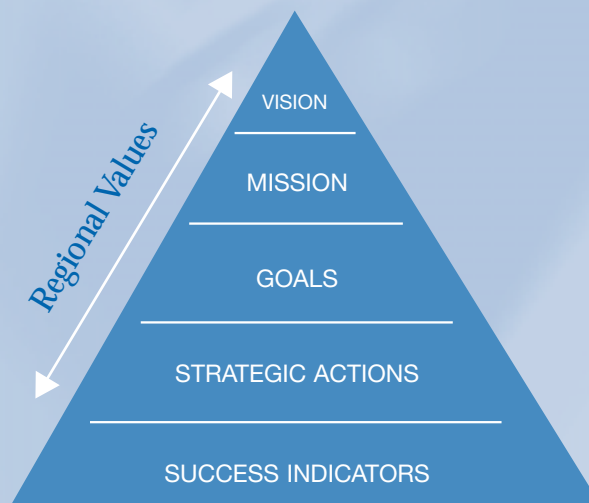 VISION
MISSION
GOALS
STRATEGIC ACTIONS
SUCCESS INDICATORS
Regional Values